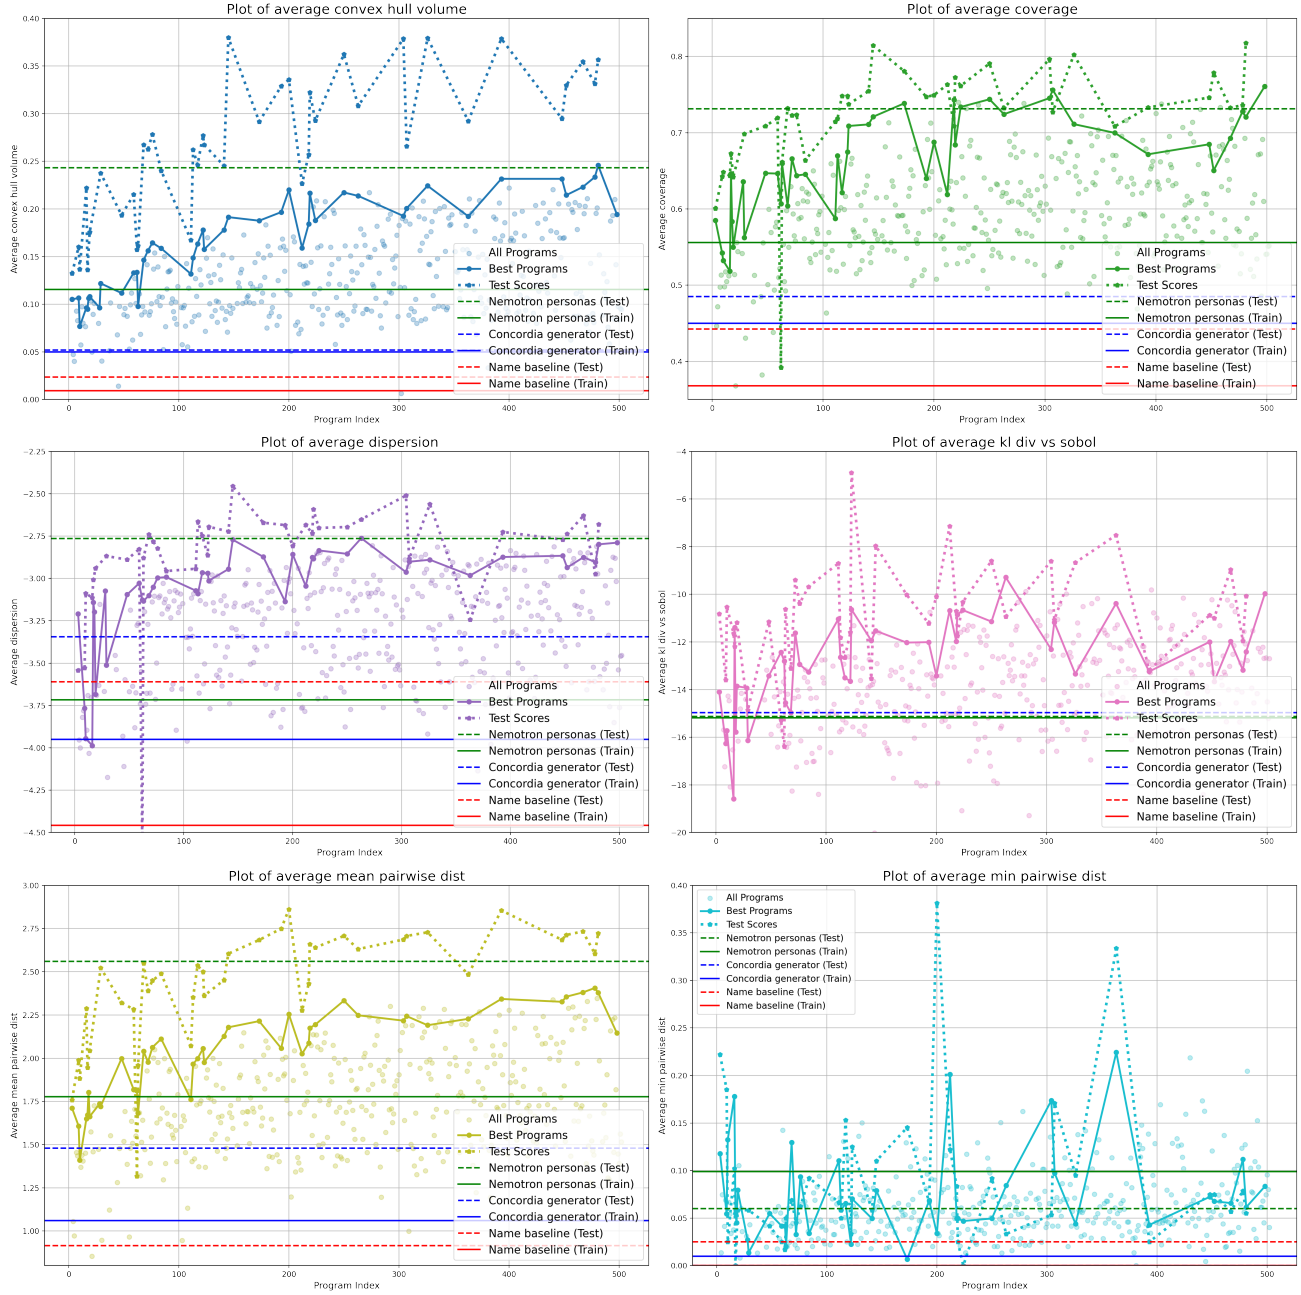 Plot of average convex hull volume
0.40
0.35
0.30
0.25
0.20
0.15
0.10
0.05
0.00
Average convex hull volume
All Programs
Best Programs
Test Scores
Nemotron personas (Test)
Nemotron personas (Train)
Concordia generator (Test)
Concordia generator (Train)
Name baseline (Test)
Name baseline (Train)
0 100 200 300 400 500
Program Index
Plot of average coverage
0.8
0.7
0.6
0.5
0.4
Average coverage
All Programs
Best Programs
Test Scores
Nemotron personas (Test)
Nemotron personas (Train)
Concordia generator (Test)
Concordia generator (Train)
Name baseline (Test)
Name baseline (Train)
0 100 200 300 400 500
Program Index
Plot of average dispersion
−2.25
−2.50
−2.75
−3.00
−3.25
−3.50
−3.75
−4.00
−4.25
−4.50
Average dispersion
All Programs
Best Programs
Test Scores
Nemotron personas (Test)
Nemotron personas (Train)
Concordia generator (Test)
Concordia generator (Train)
Name baseline (Test)
Name baseline (Train)
0 100 200 300 400 500
Program Index
Plot of average kl div vs sobol
−4
−6
−8
−10
−12
−14
−16
−18
−20
Average kl div vs sobol
All Programs
Best Programs
Test Scores
Nemotron personas (Test)
Nemotron personas (Train)
Concordia generator (Test)
Concordia generator (Train)
Name baseline (Test)
Name baseline (Train)
0 100 200 300 400 500
Program Index
Plot of average mean pairwise dist
3.00
2.75
2.50
2.25
2.00
1.75
1.50
1.25
1.00
Average mean pairwise dist
All Programs
Best Programs
Test Scores
Nemotron personas (Test)
Nemotron personas (Train)
Concordia generator (Test)
Concordia generator (Train)
Name baseline (Test)
Name baseline (Train)
0 100 200 300 400 500
Program Index
Plot of average min pairwise dist
0.40
0.35
0.30
0.25
0.20
0.15
0.10
0.05
0.00
Average min pairwise dist
All Programs
Best Programs
Test Scores
Nemotron personas (Test)
Nemotron personas (Train)
Concordia generator (Test)
Concordia generator (Train)
Name baseline (Test)
Name baseline (Train)
0 100 200 300 400 500
Program Index